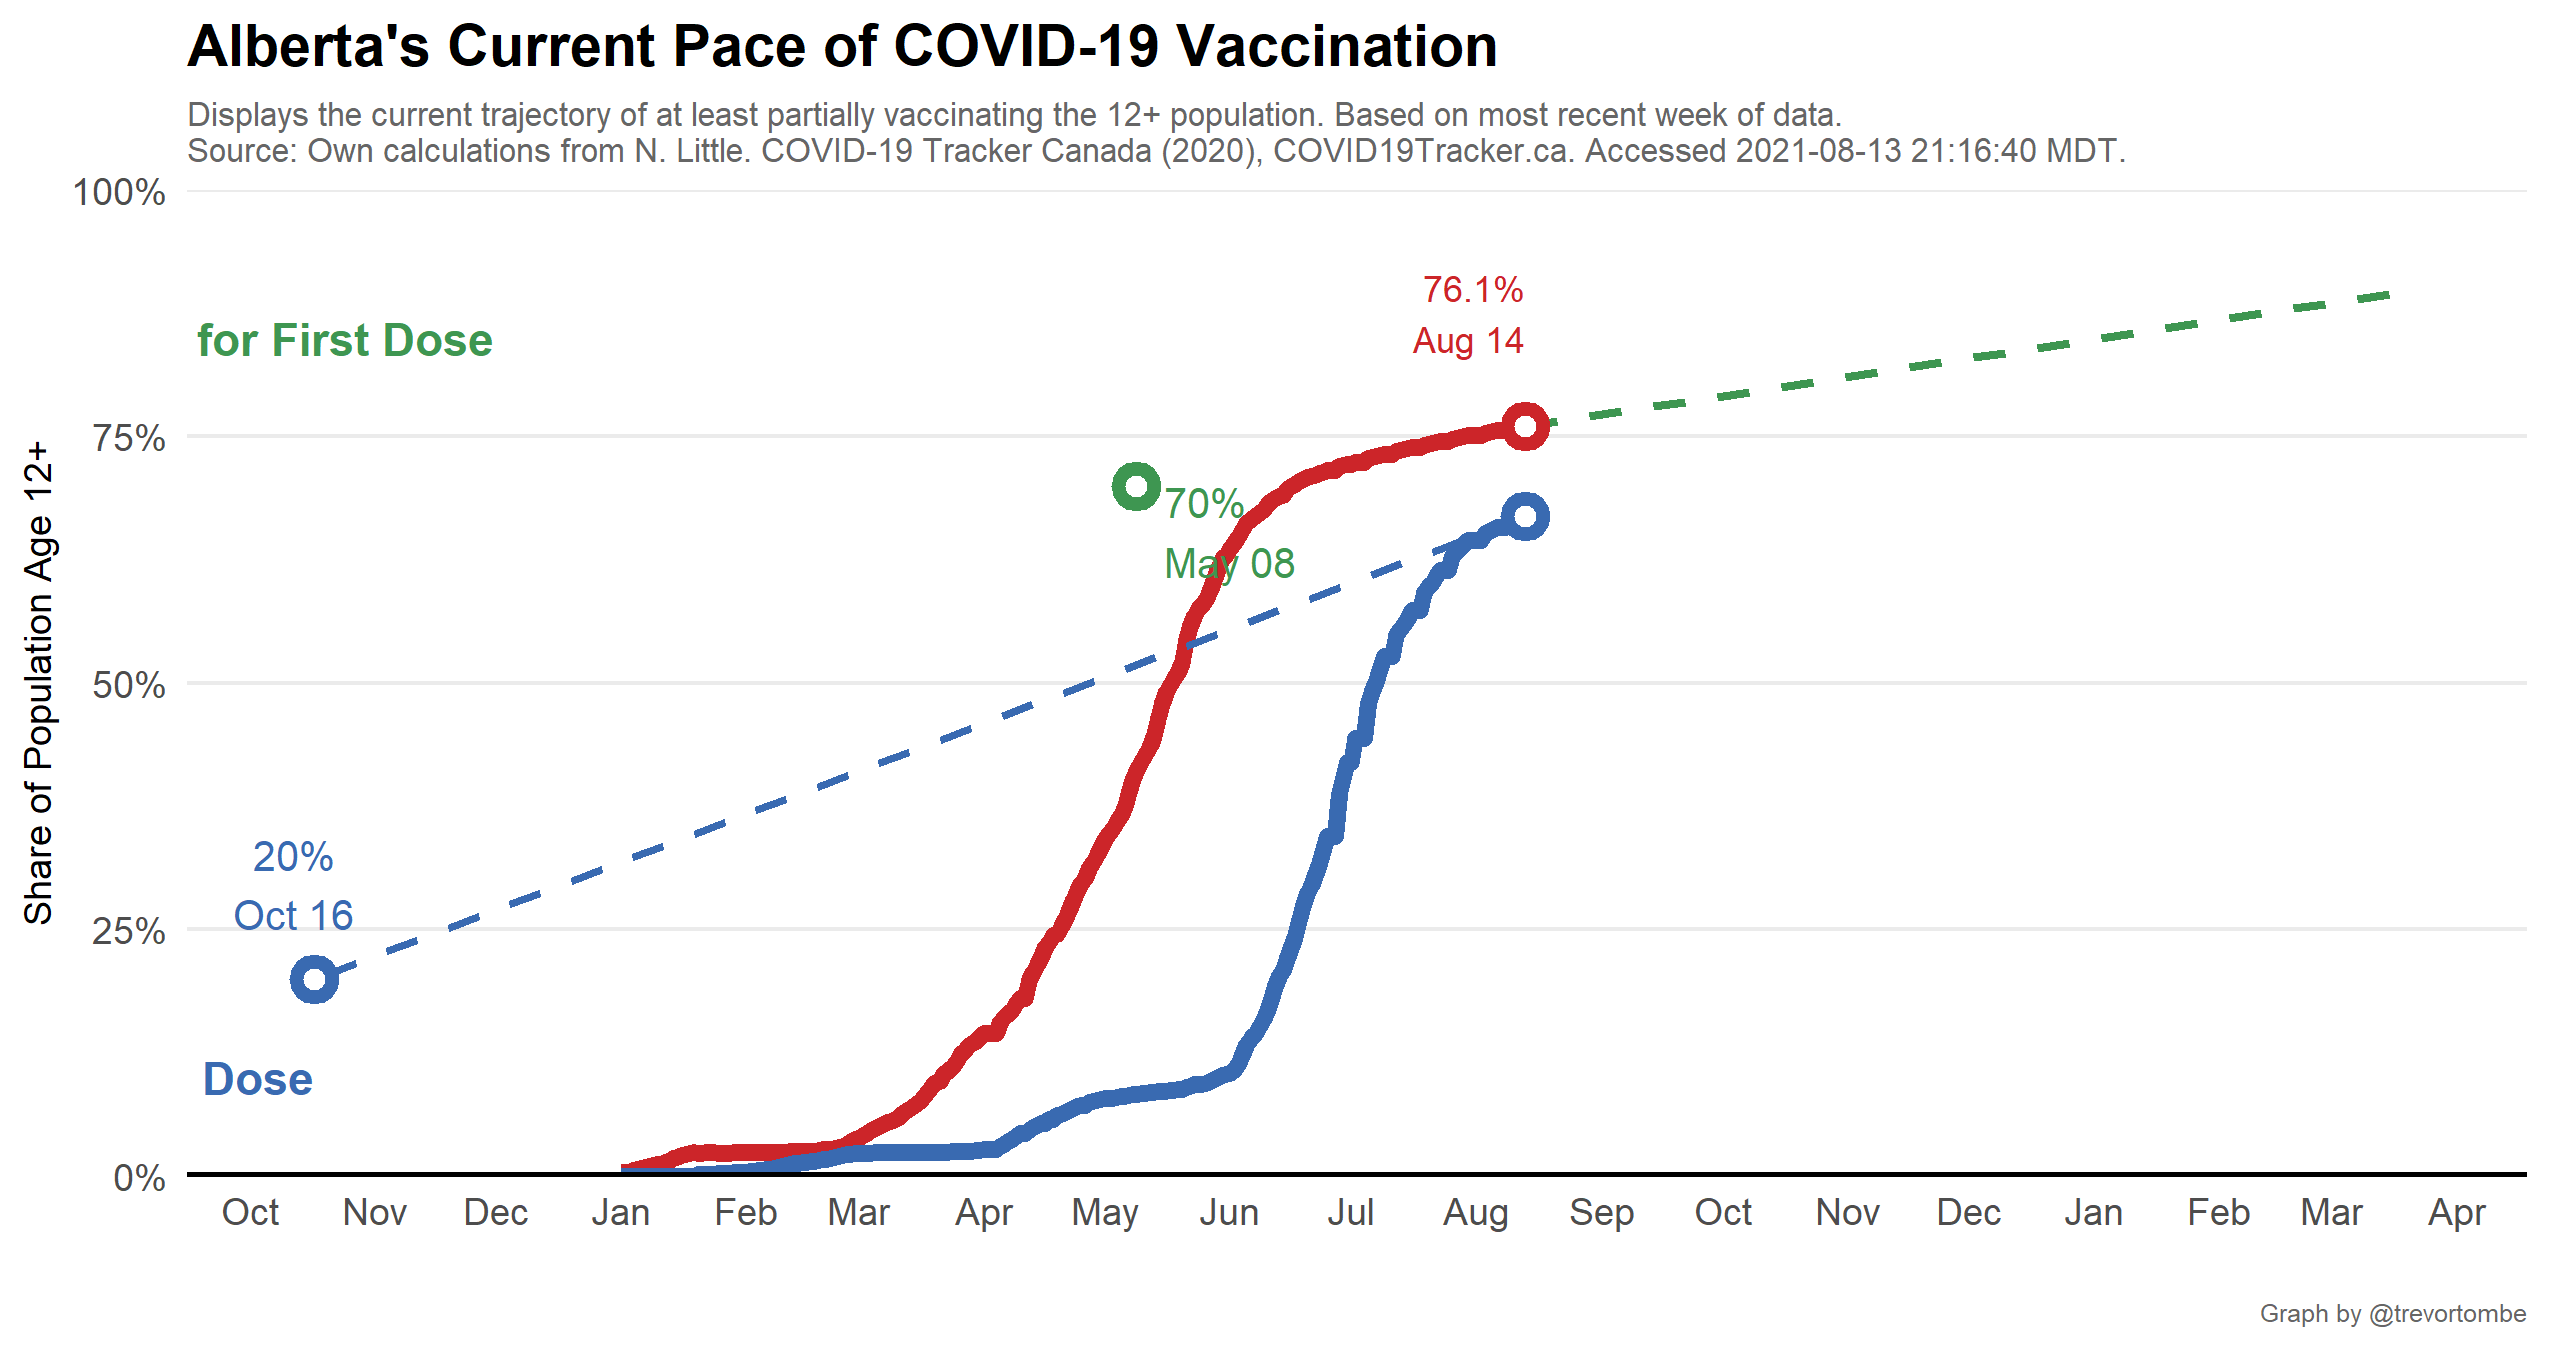 Alberta's Current Pace of COVID-19 Vaccination
Displays the current trajectory of at least partially vaccinating the 12+ population. Based on most recent week of data.
Source: Own calculations from N. Little. COVID-19 Tracker Canada (2020), COVID19Tracker.ca. Accessed 2021-08-13 21:16:40 MDT.
100%
75%
50%
25%
0%
Share of Population Age 12+
for First Dose
76.1%
Aug 14
70%
May 08
20%
Oct 16
Dose
Oct Nov Dec Jan Feb Mar Apr May Jun Jul Aug Sep Oct Nov Dec Jan Feb Mar Apr
Graph by @trevortombe